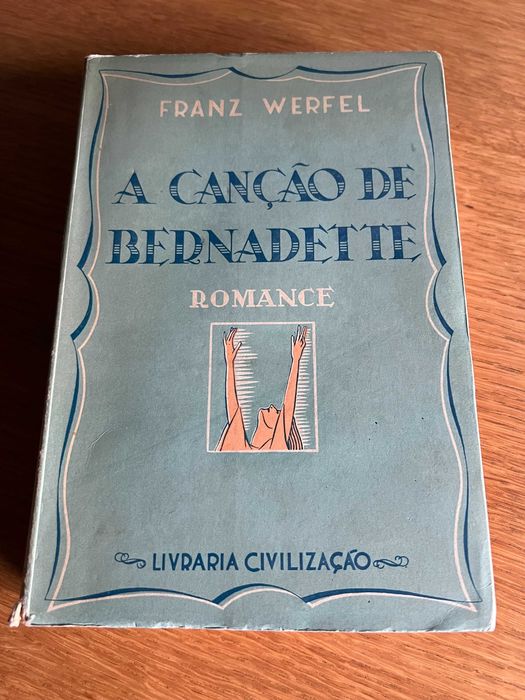 FRANZ WERFEL
A CANÇÃO DE
BERNADETTE
ROMANCE
LIVRARIA CIVILIZAÇÃO